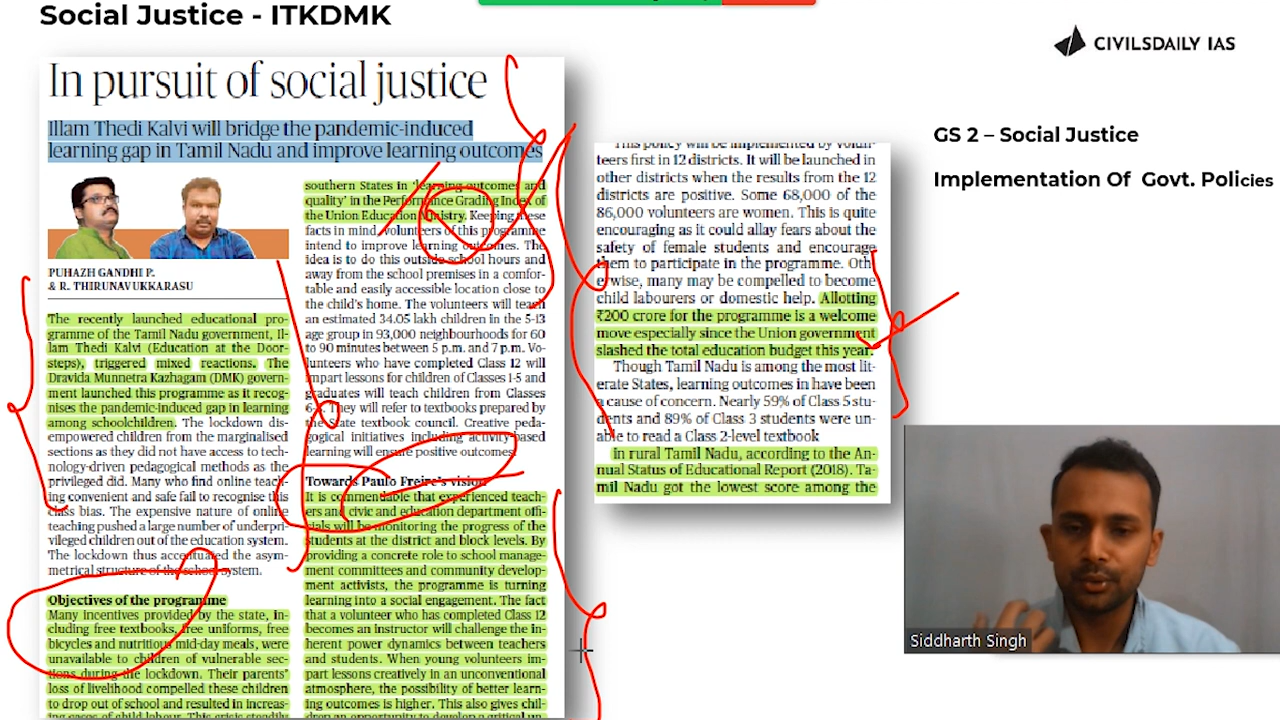 Social Justice - ITKDMK
CIVILSDAILY IAS
In pursuit of social justice
Illam Thedi Kalvi will bridge the pandemic-induced
learning gap in Tamil Nadu and improve learning outcomes
PUHAZH GANDHI P.
& R. THIRUNAVUKKARASU
The recently launched educational pro-
gramme of the Tamil Nadu government, Il-
lam Thedi Kalvi (Education at the Door-
steps), triggered mixed reactions. The
Dravida Munnetra Kazhagam (DMK) govern-
ment launched this programme as it recog-
nises the pandemic-induced gap in learning
among schoolchildren. The lockdown dis-
empowered children from the marginalised
sections as they did not have access to tech-
nology-driven pedagogical methods as the
privileged did. Many who find online teach-
ing convenient and safe fail to recognise this
class bias. The expensive nature of online
teaching pushed a large number of underpri-
vileged children out of the education system.
The lockdown thus accentuated the asym-
metrical structure of the school system.
Objectives of the programme
Many incentives provided by the state, in-
cluding free textbooks, free uniforms, free
bicycles and nutritious mid-day meals, were
unavailable to children of vulnerable sec-
tions during the lockdown. Their parents'
loss of livelihood compelled these children
to drop out of school and resulted in increas-
ing cases of child labour. This crisis steadily
southern States in 'learning outcomes and
quality' in the Performance Grading Index of
the Union Education Ministry. Keeping these
facts in mind, volunteers of this programme
intend to improve learning outcomes. The
idea is to do this outside school hours and
away from the school premises in a comfor-
table and easily accessible location close to
the child's home. The volunteers will teach
an estimated 34.05 lakh children in the 5-13
age group in 93,000 neighbourhoods for 60
to 90 minutes between 5 p.m. and 7 p.m. Vo-
lunteers who have completed Class 12 will
impart lessons for children of Classes 1-5 and
graduates will teach children from Classes
They will refer to textbooks prepared by
the State textbook council. Creative peda-
gogical initiatives including activity-based
learning will ensure positive outcomes.
Towards Paulo Freire's vision
It is commendable that experienced teach-
ers and civic and education department offi-
cials will be monitoring the progress of the
students at the district and block levels. By
providing a concrete role to school manage-
ment committees and community develop-
ment activists, the programme is turning
learning into a social engagement. The fact
that a volunteer who has completed Class 12
becomes an instructor will challenge the in-
herent power dynamics between teachers
and students. When young volunteers im-
part lessons creatively in an unconventional
atmosphere, the possibility of better learn-
ing outcomes is higher. This also gives chil-
dren an opportunity to develop a critical un-
This policy will be implemented by volun-
teers first in 12 districts. It will be launched in
other districts when the results from the 12
districts are positive. Some 68,000 of the
86,000 volunteers are women. This is quite
encouraging as it could allay fears about the
safety of female students and encourage
them to participate in the programme. Oth-
erwise, many may be compelled to become
child labourers or domestic help. Allotting
₹200 crore for the programme is a welcome
move especially since the Union government
slashed the total education budget this year.
Though Tamil Nadu is among the most lit-
erate States, learning outcomes in have been
a cause of concern. Nearly 59% of Class 5 stu-
dents and 89% of Class 3 students were un-
able to read a Class 2-level textbook
in rural Tamil Nadu, according to the An-
nual Status of Educational Report (2018). Ta-
mil Nadu got the lowest score among the
GS 2 – Social Justice
Implementation Of Govt. Policies
Siddharth Singh